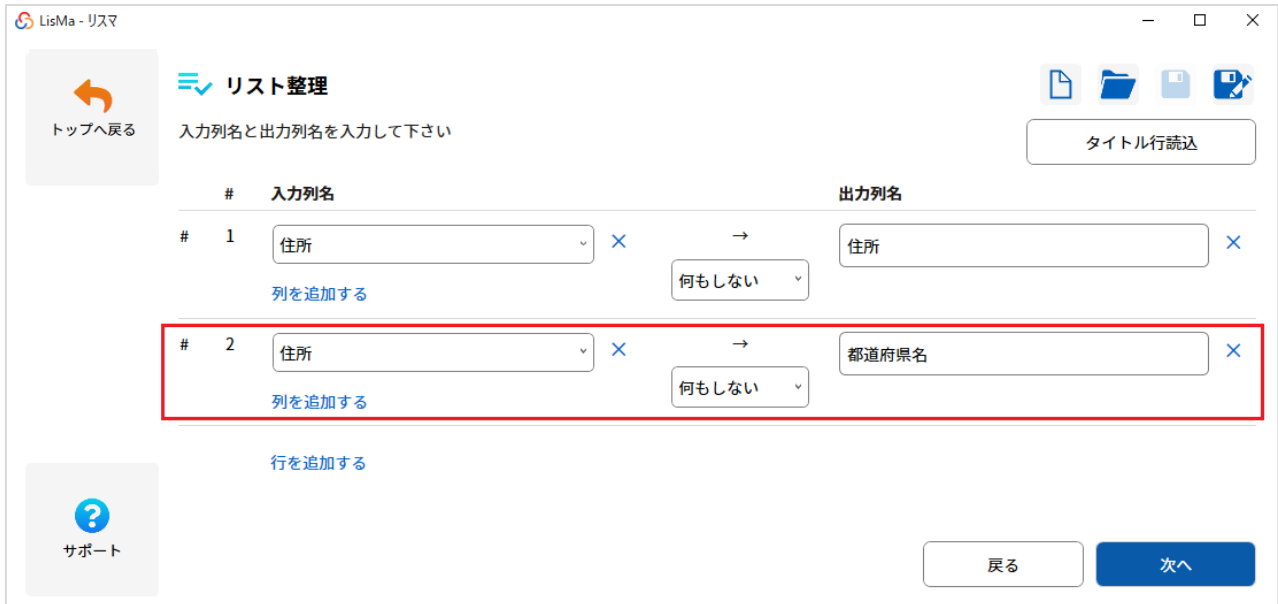 LisMa - リスマ
トップへ戻る
リスト整理
入力列名と出力列名を入力して下さい
タイトル行読込
# 入力列名 出力列名
# 1 住所 → 住所
何もしない
列を追加する
# 2 住所 → 都道府県名
何もしない
列を追加する
行を追加する
サポート
戻る 次へ